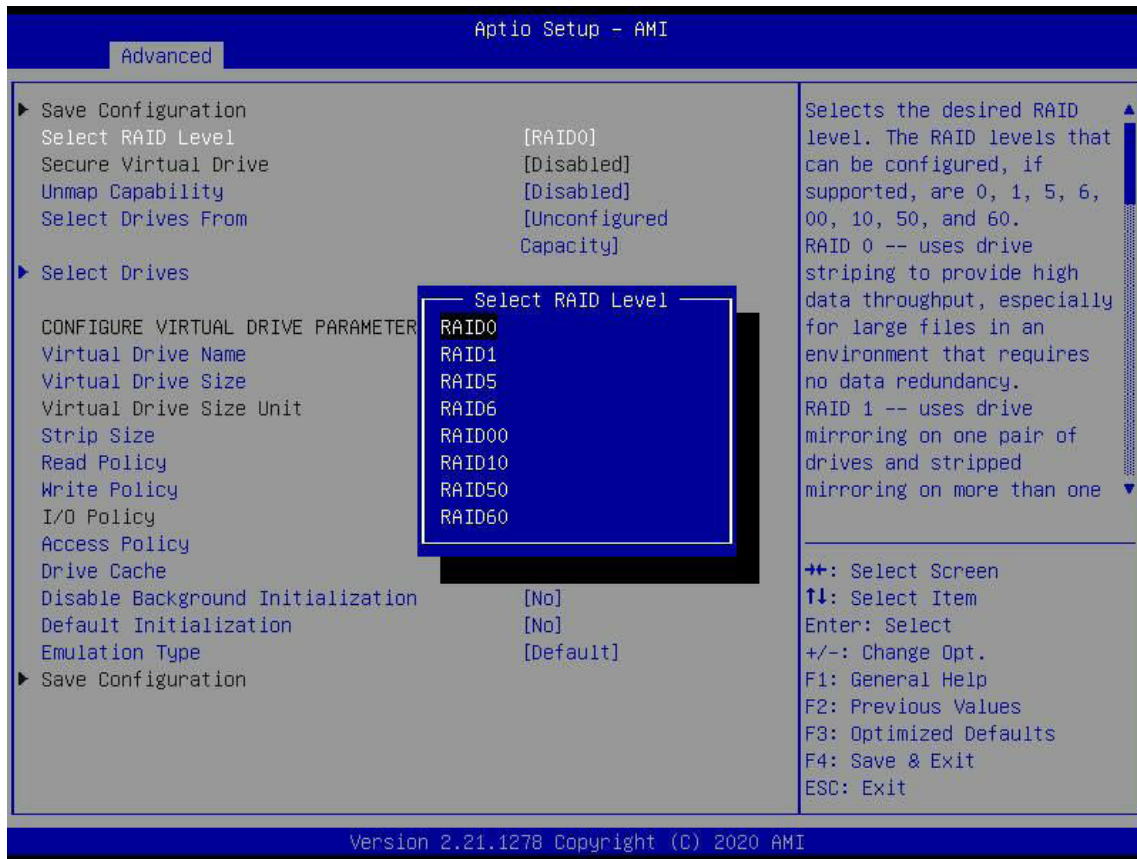 Aptio Setup – AMI
Advanced
Save Configuration
Select RAID Level [RAID0]
Secure Virtual Drive [Disabled]
Unmap Capability [Disabled]
Select Drives From [Unconfigured
Capacity]
Select Drives
CONFIGURE VIRTUAL DRIVE PARAMETER
Virtual Drive Name
Virtual Drive Size
Virtual Drive Size Unit
Strip Size
Read Policy
Write Policy
I/O Policy
Access Policy
Drive Cache
Disable Background Initialization [No]
Default Initialization [No]
Emulation Type [Default]
Save Configuration
Select RAID Level
RAID0
RAID1
RAID5
RAID6
RAID00
RAID10
RAID50
RAID60
Selects the desired RAID
level. The RAID levels that
can be configured, if
supported, are 0, 1, 5, 6,
00, 10, 50, and 60.
RAID 0 -- uses drive
striping to provide high
data throughput, especially
for large files in an
environment that requires
no data redundancy.
RAID 1 -- uses drive
mirroring on one pair of
drives and stripped
mirroring on more than one
→←: Select Screen
↑↓: Select Item
Enter: Select
+/-: Change Opt.
F1: General Help
F2: Previous Values
F3: Optimized Defaults
F4: Save & Exit
ESC: Exit
Version 2.21.1278 Copyright (C) 2020 AMI